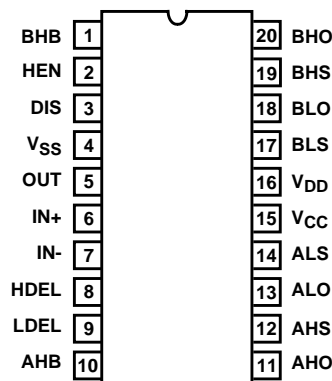 BHB 1 20 BHO
HEN 2 19 BHS
DIS 3 18 BLO
VSS 4 17 BLS
OUT 5 16 VDD
IN+ 6 15 VCC
IN- 7 14 ALS
HDEL 8 13 ALO
LDEL 9 12 AHS
AHB 10 11 AHO